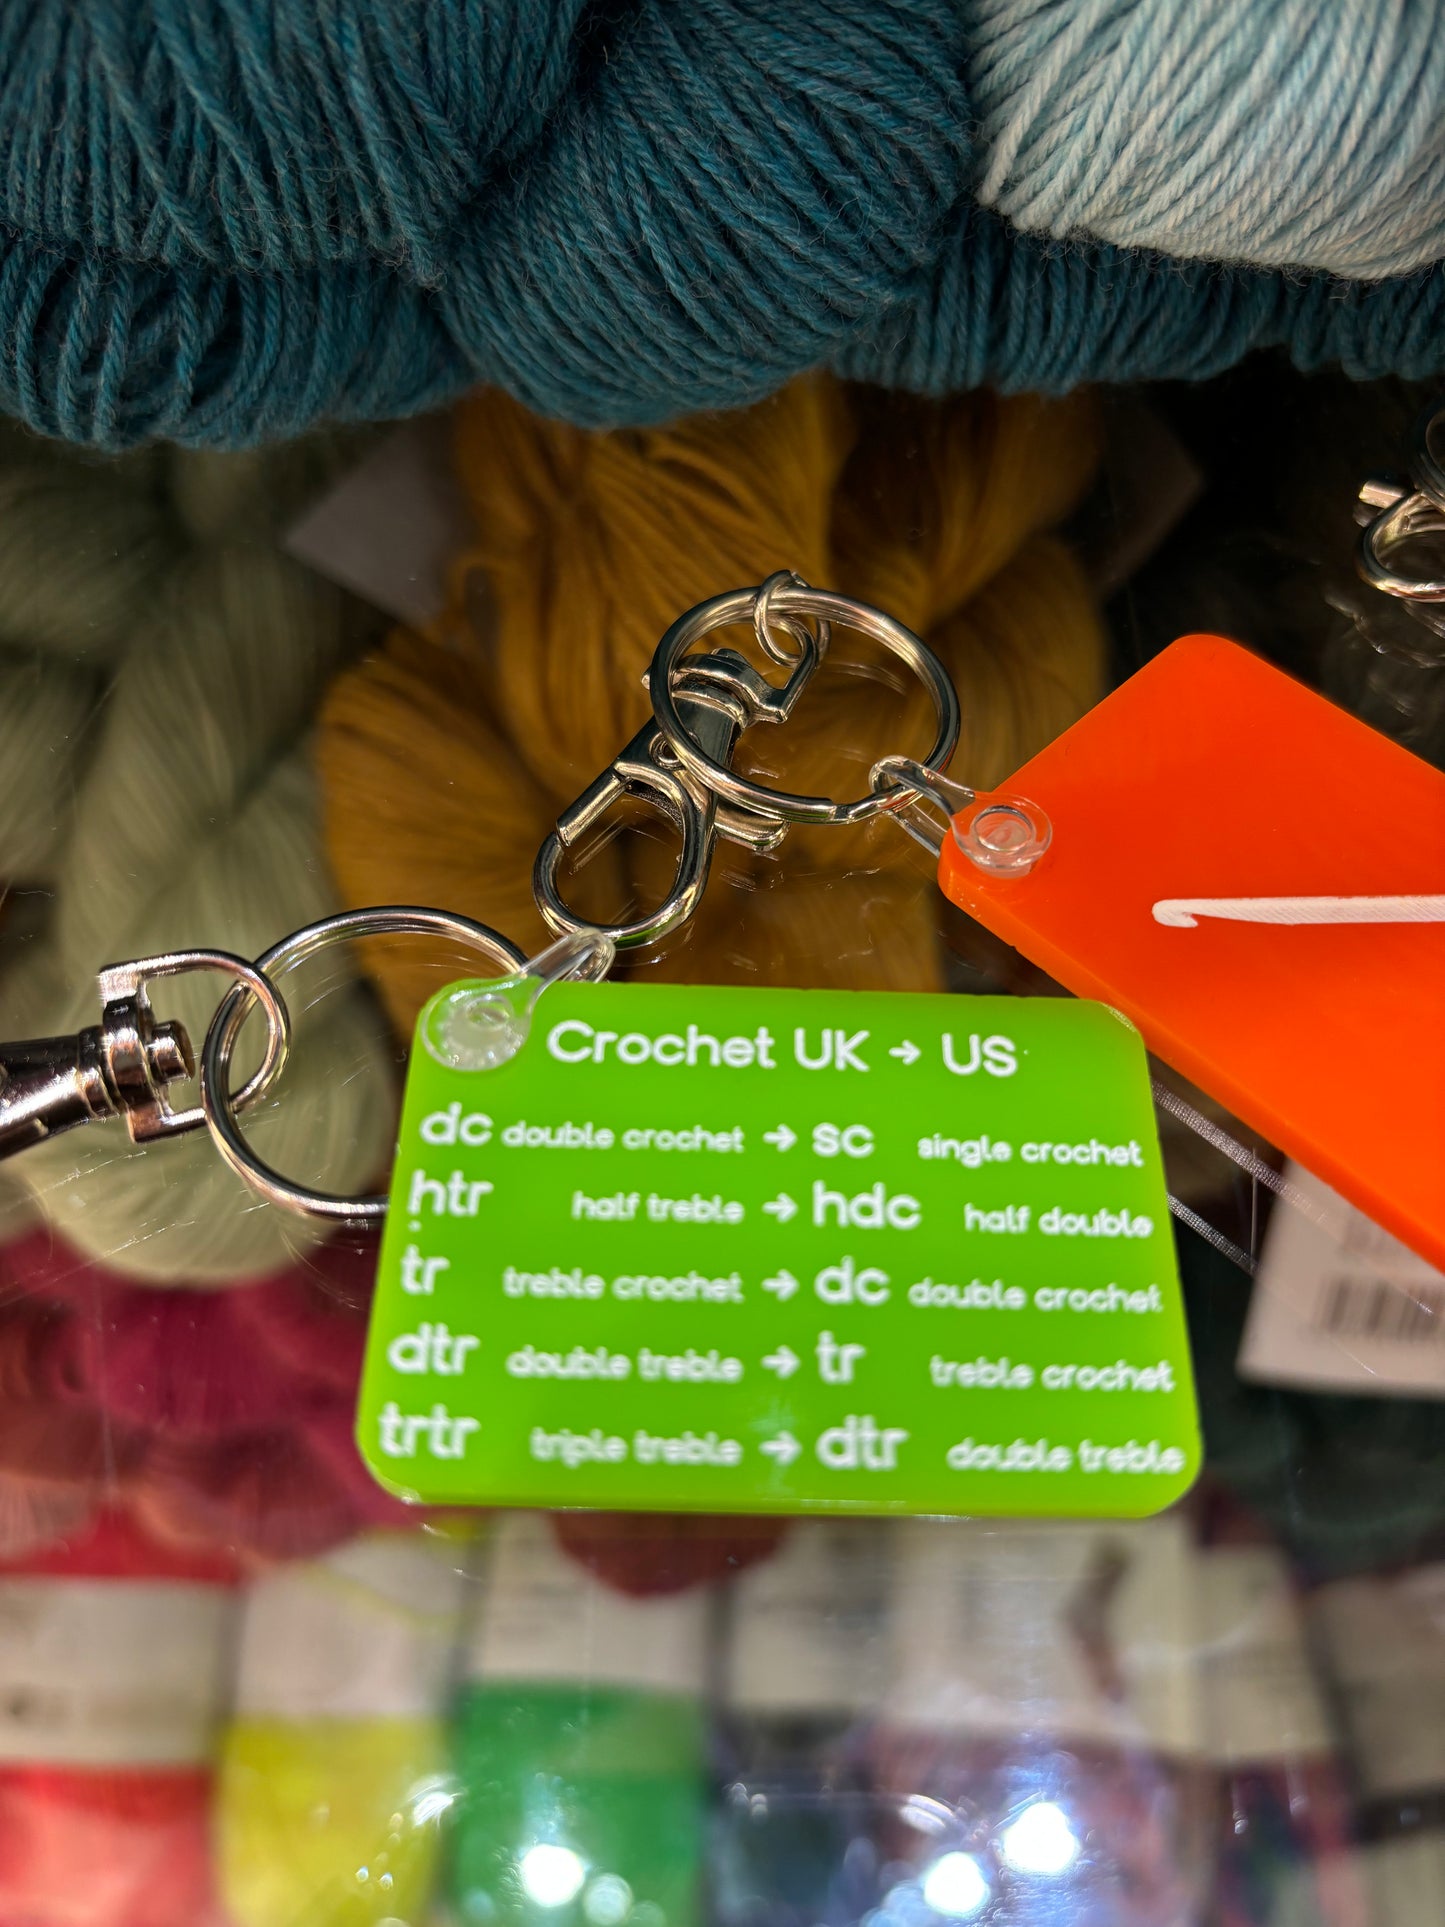 Crochet UK → US
dc double crochet → sc single crochet
htr half treble → hdc half double
tr treble crochet → dc double crochet
dtr double treble → tr treble crochet
trtr triple treble → dtr double treble